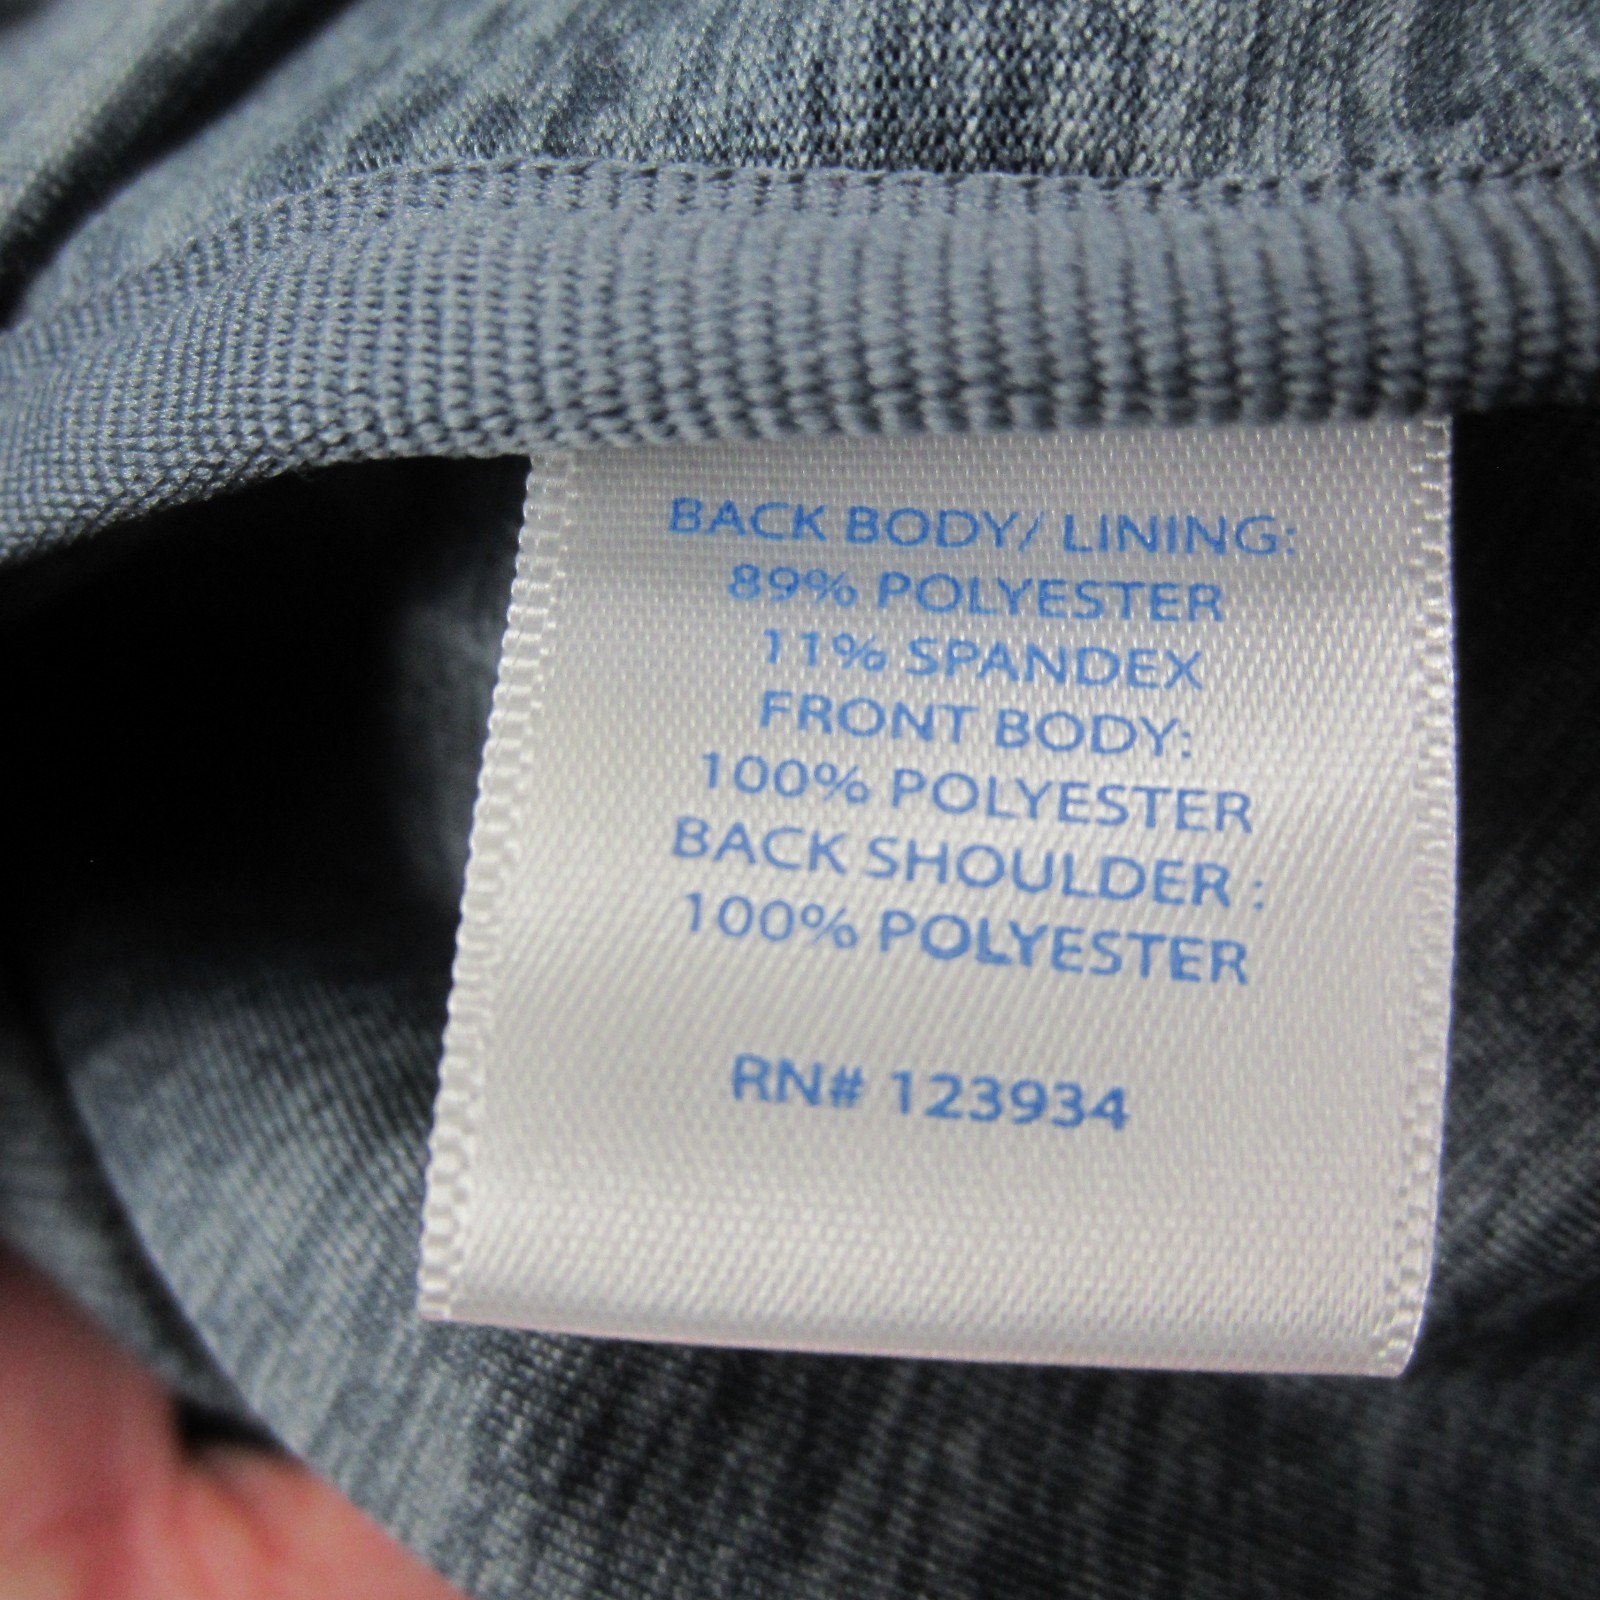 BACK BODY/ LINING:
89% POLYESTER
11% SPANDEX
FRONT BODY:
100% POLYESTER
BACK SHOULDER :
100% POLYESTER
RN# 123934